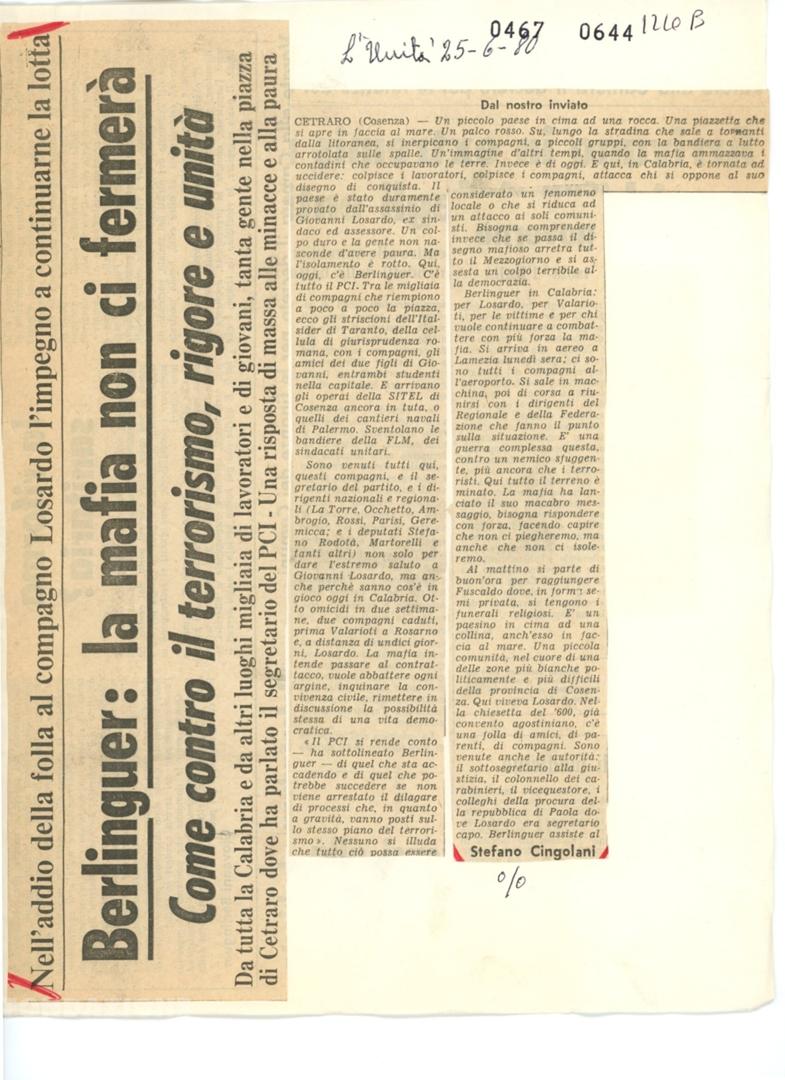 0467 0644 126 B
L'Unità 25-6-80
Nell'addio della folla al compagno Losardo l'impegno a continuarne la lotta
Berlinguer: la mafia non ci fermerà
Come contro il terrorismo, rigore e unità
Da tutta la Calabria e da altri luoghi migliaia di lavoratori e di giovani, tanta gente nella piazza
di Cetraro dove ha parlato il segretario del PCI - Una risposta di massa alle minacce e alla paura
Dal nostro inviato
CETRARO (Cosenza) — Un piccolo paese in cima ad una rocca. Una piazzetta che
si apre in faccia al mare. Un palco rosso. Su, lungo la stradina che sale a tornanti
dalla litoranea, si inerpicano i compagni, a piccoli gruppi, con la bandiera a lutto
arrotolata sulle spalle. Un'immagine d'altri tempi, quando la mafia ammazzava i
contadini che occupavano le terre. Invece è di oggi. E qui, in Calabria, è tornata ad
uccidere: colpisce i lavoratori, colpisce i compagni, attacca chi si oppone al suo
disegno di conquista. Il
paese è stato duramente
provato dall'assassinio di
Giovanni Losardo, ex sin-
daco ed assessore. Un col-
po duro e la gente non na-
sconde d'avere paura. Ma
l'isolamento è rotto. Qui,
oggi, c'è Berlinguer. C'è
tutto il PCI. Tra le migliaia
di compagni che riempiono
a poco a poco la piazza,
ecco gli striscioni dell'Ital-
sider di Taranto, della cel-
lula di giurisprudenza ro-
mana, con i compagni, gli
amici dei due figli di Gio-
vanni, entrambi studenti
nella capitale. E arrivano
gli operai della SITEL di
Cosenza ancora in tuta, o
quelli dei cantieri navali
di Palermo. Sventolano le
bandiere della FLM, dei
sindacati unitari.
Sono venuti tutti qui,
questi compagni, e il se-
gretario del partito, e i di-
rigenti nazionali e regiona-
li (La Torre, Occhetto, Am-
brogio, Rossi, Parisi, Gere-
micca; e i deputati Stefa-
no Rodotà, Martorelli e
tanti altri) non solo per
dare l'estremo saluto a
Giovanni Losardo, ma an-
che perchè sanno cos'è in
gioco oggi in Calabria. Ot-
to omicidi in due settima-
ne, due compagni caduti,
prima Valarioti a Rosarno
e, a distanza di undici gior-
ni, Losardo. La mafia in-
tende passare al contrat-
tacco, vuole abbattere ogni
argine, inquinare la con-
vivenza civile, rimettere in
discussione la possibilità
stessa di una vita demo-
cratica.
«Il PCI si rende conto
— ha sottolineato Berlin-
guer — di quel che sta ac-
cadendo e di quel che po-
trebbe succedere se non
viene arrestato il dilagare
di processi che, in quanto
a gravità, vanno posti sul-
lo stesso piano del terrori-
smo». Nessuno si illuda
che tutto ciò possa essere
considerato un fenomeno
locale o che si riduca ad
un attacco ai soli comuni-
sti. Bisogna comprendere
invece che se passa il di-
segno mafioso arretra tut-
to il Mezzogiorno e si as-
sesta un colpo terribile al-
la democrazia.
Berlinguer in Calabria:
per Losardo, per Valario-
ti, per le vittime e per chi
vuole continuare a combat-
tere con più forza la ma-
fia. Si arriva in aereo a
Lamezia lunedì sera; ci so-
no tutti i compagni al-
l'aeroporto. Si sale in mac-
china, poi di corsa a riu-
nirsi con i dirigenti del
Regionale e della Federa-
zione che fanno il punto
sulla situazione. E' una
guerra complessa questa,
contro un nemico sfuggen-
te, più ancora che i terro-
risti. Qui tutto il terreno è
minato. La mafia ha lan-
ciato il suo macabro mes-
saggio, bisogna rispondere
con forza, facendo capire
che non ci piegheremo, ma
anche che non ci isole-
remo.
Al mattino si parte di
buon'ora per raggiungere
Fuscaldo dove, in forma se-
mi privata, si tengono i
funerali religiosi. E' un
paesino in cima ad una
collina, anch'esso in fac-
cia al mare. Una piccola
comunità, nel cuore di una
delle zone più bianche po-
liticamente e più difficili
della provincia di Cosen-
za. Qui viveva Losardo. Nel-
la chiesetta del '600, già
convento agostiniano, c'è
una folla di amici, di pa-
renti, di compagni. Sono
venute anche le autorità:
il sottosegretario alla giu-
stizia, il colonnello dei ca-
rabinieri, il vicequestore, i
colleghi della procura del-
la repubblica di Paola do-
ve Losardo era segretario
capo. Berlinguer assiste al
Stefano Cingolani
%